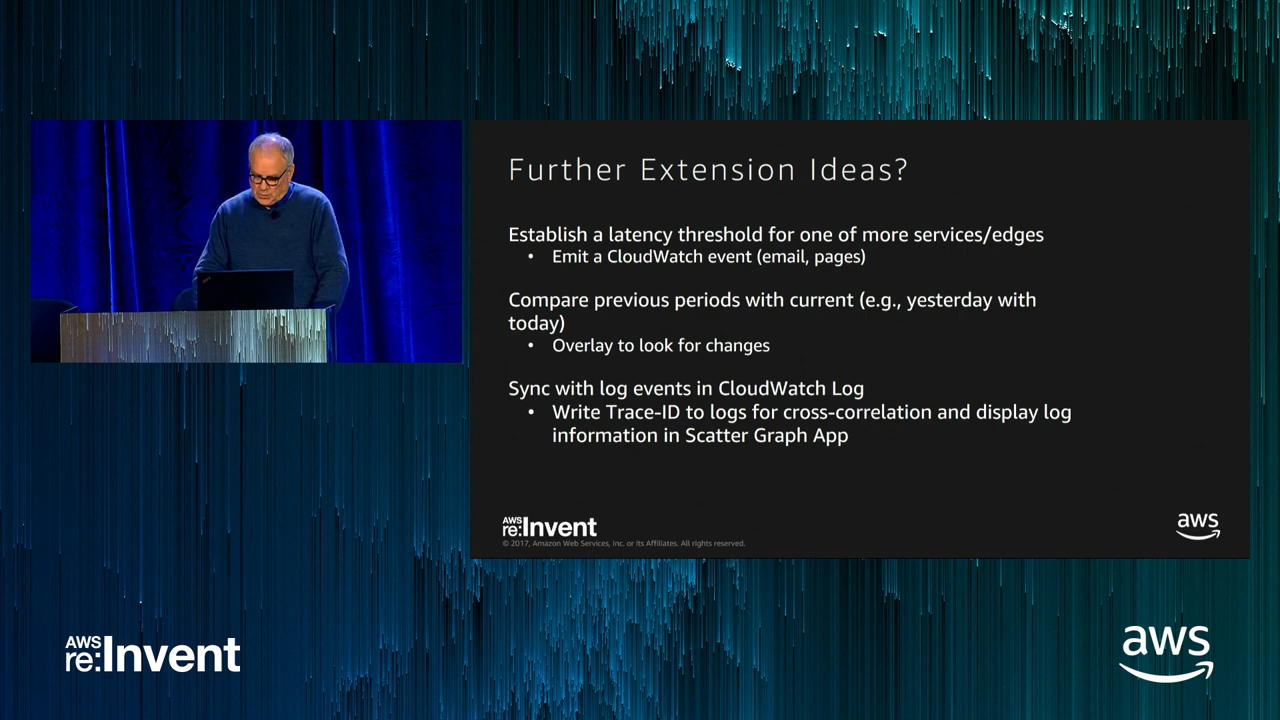 Further Extension Ideas?
Establish a latency threshold for one of more services/edges
• Emit a CloudWatch event (email, pages)
Compare previous periods with current (e.g., yesterday with
today)
• Overlay to look for changes
Sync with log events in CloudWatch Log
• Write Trace-ID to logs for cross-correlation and display log
information in Scatter Graph App
AWS
re:Invent
© 2017, Amazon Web Services, Inc. or its Affiliates. All rights reserved.
aws
AWS
re:Invent
aws